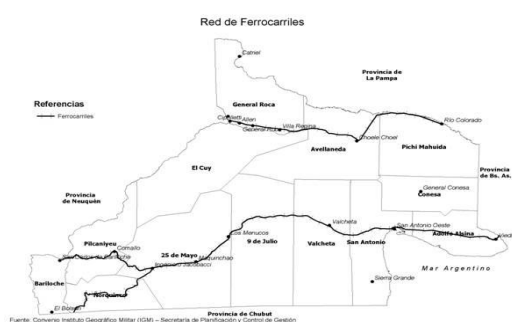 Red de Ferrocarriles
Catriel
Provincia de
La Pampa
Referencias
Ferrocarriles
General Roca
Cipolletti
Allen
General Roca
Villa Regina
Río Colorado
Choele Choel
Avellaneda
Pichi Mahuida
El Cuy
Provincia
de Bs. As.
General Conesa
Conesa
Provincia
de Neuquén
Valcheta
San Antonio Oeste
Adolfo Alsina
Los Menucos
9 de Julio
Valcheta
San Antonio
Pilcaniyeu
Comallo
25 de Mayo
Maquinchao
Ingeniero Jacobacci
Mar Argentino
Bariloche
Sierra Grande
Norquinco
El Bolsón
Provincia de Chubut
Fuente: Convenio Instituto Geográfico Militar (IGM) – Secretaría de Planificación y Control de Gestión